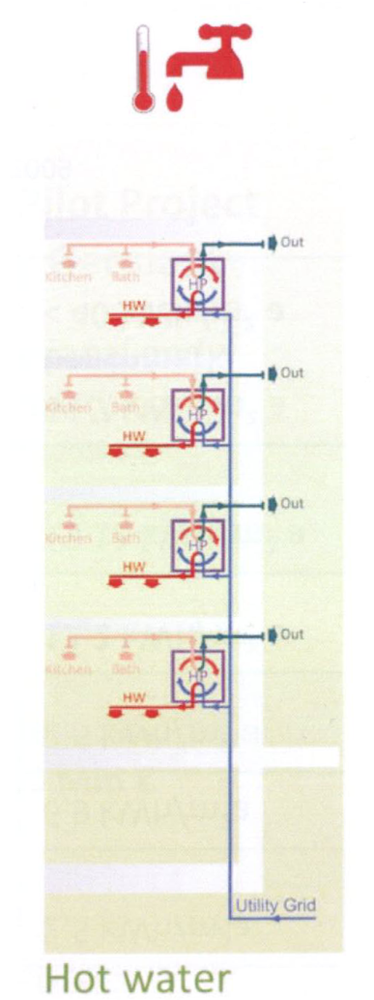 Out
Kitchen Bath HP
HW
Out
Kitchen Bath HP
HW
Out
Kitchen Bath HP
HW
Out
Kitchen Bath HP
HW
Utility Grid
Hot water